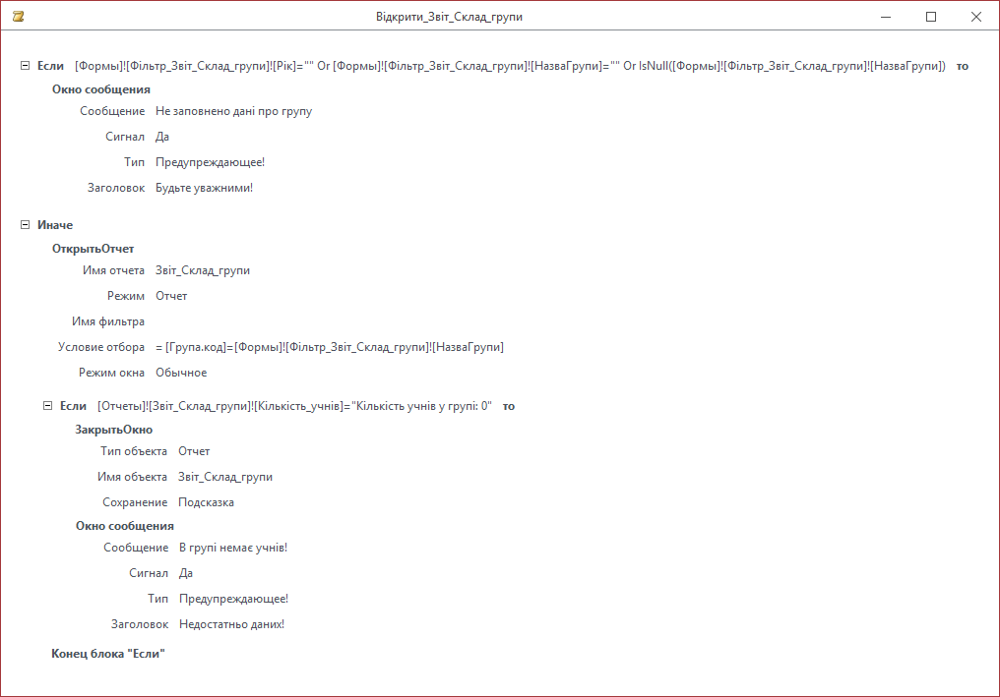 Відкрити_Звіт_Склад_групи
Если [Формы]![Фільтр_Звіт_Склад_групи]![Рік]="" Or [Формы]![Фільтр_Звіт_Склад_групи]![НазваГрупи]="" Or IsNull([Формы]![Фільтр_Звіт_Склад_групи]![НазваГрупи]) то
Окно сообщения
Сообщение Не заповнено дані про групу
Сигнал Да
Тип Предупреждающее!
Заголовок Будьте уважними!
Иначе
ОткрытьОтчет
Имя отчета Звіт_Склад_групи
Режим Отчет
Имя фильтра
Условие отбора = [Група.код]=[Формы]![Фільтр_Звіт_Склад_групи]![НазваГрупи]
Режим окна Обычное
Если [Отчеты]![Звіт_Склад_групи]![Кількість_учнів]="Кількість учнів у групі: 0" то
ЗакрытьОкно
Тип объекта Отчет
Имя объекта Звіт_Склад_групи
Сохранение Подсказка
Окно сообщения
Сообщение В групі немає учнів!
Сигнал Да
Тип Предупреждающее!
Заголовок Недостатньо даних!
Конец блока "Если"